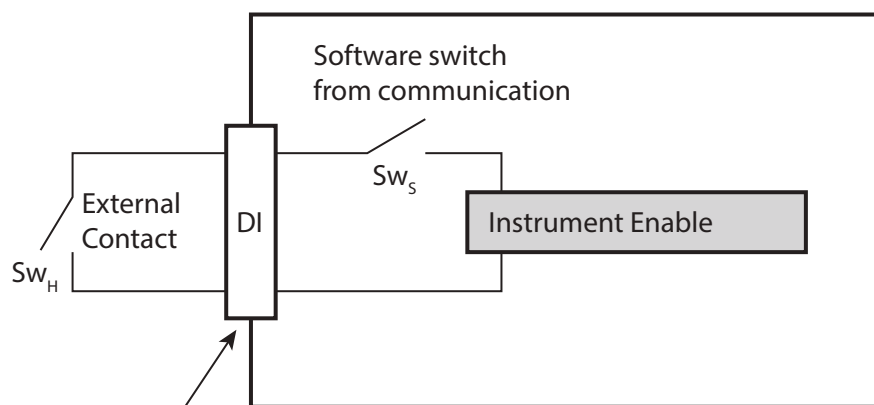 Software switch
from communication
Sw_S
External
Contact
DI
Instrument Enable
Sw_H